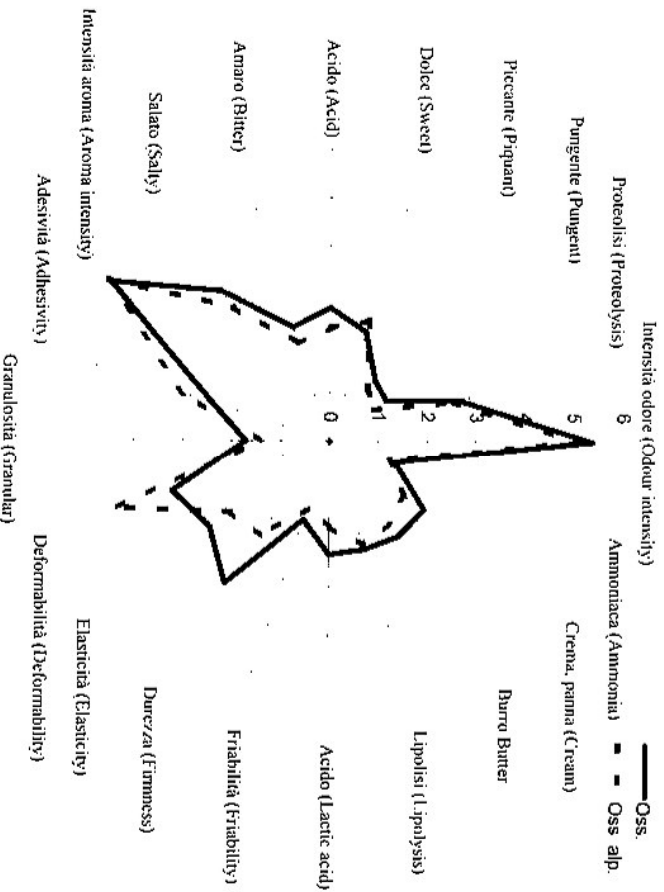 Oss.
Oss alp.
Intensità odore (Odour intensity)
Ammoniaca (Ammonia)
Crema, panna (Cream)
Burro Butter
Lipolisi (Lipolysis)
Acido (Lactic acid)
Friabilità (Friability)
Durezza (Firmness)
Elasticità (Elasticity)
Deformabilità (Deformability)
Granulosità (Granular)
Adesività (Adhesivity)
Intensità aroma (Aroma intensity)
Salato (Salty)
Amaro (Bitter)
Acido (Acid)
Dolce (Sweet)
Piccante (Piquant)
Pungente (Pungent)
Proteolisi (Proteolysis)
6
5
4
3
2
1
0